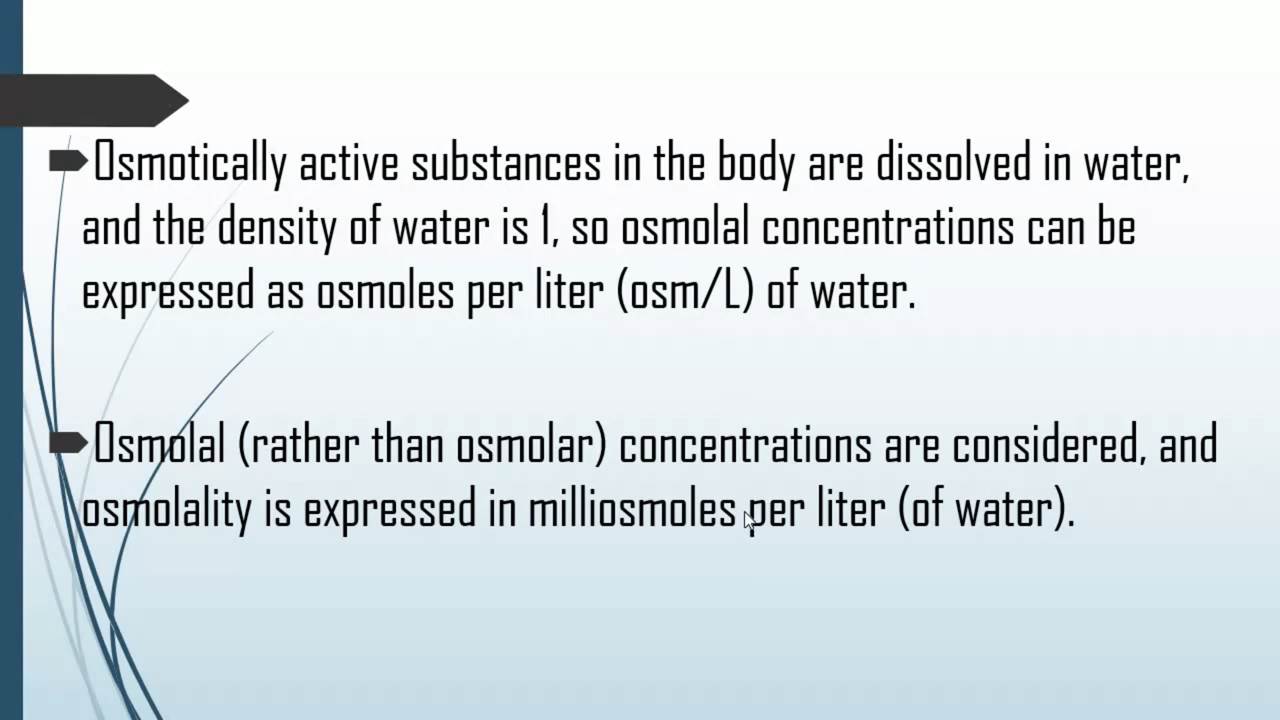 Osmotically active substances in the body are dissolved in water,
and the density of water is 1, so osmolal concentrations can be
expressed as osmoles per liter (osm/L) of water.
Osmolal (rather than osmolar) concentrations are considered, and
osmolality is expressed in milliosmoles per liter (of water).